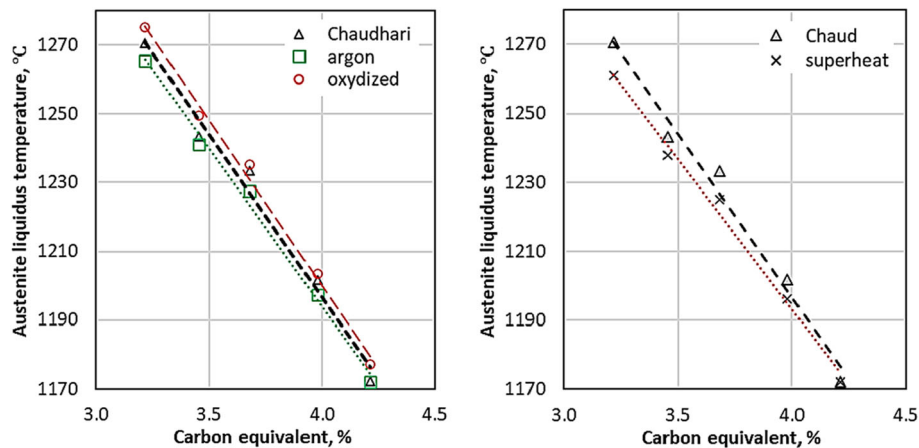 Austenite liquidus temperature, °C
1270
1250
1230
1210
1190
1170
3.0 3.5 4.0 4.5
Carbon equivalent, %
Chaudhari
argon
oxydized
Austenite liquidus temperature, °C
1270
1250
1230
1210
1190
1170
3.0 3.5 4.0 4.5
Carbon equivalent, %
Chaud
superheat